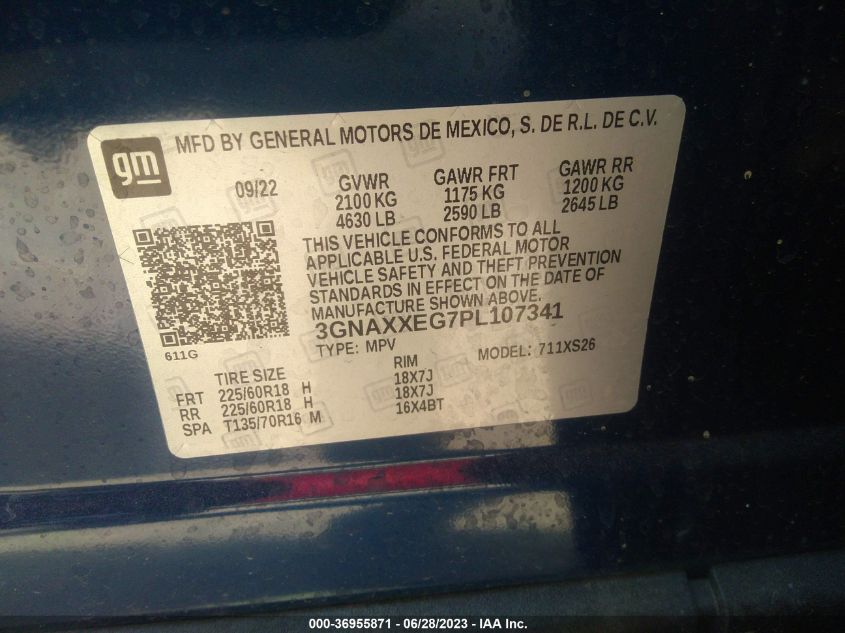 gm
MFD BY GENERAL MOTORS DE MEXICO, S. DE R.L. DE C.V.
09/22 GVWR GAWR FRT GAWR RR
2100 KG 1175 KG 1200 KG
4630 LB 2590 LB 2645 LB
THIS VEHICLE CONFORMS TO ALL
APPLICABLE U.S. FEDERAL MOTOR
VEHICLE SAFETY AND THEFT PREVENTION
STANDARDS IN EFFECT ON THE DATE OF
MANUFACTURE SHOWN ABOVE.
3GNAXXEG7PL107341
611G
TYPE: MPV MODEL: 711XS26
TIRE SIZE RIM
FRT 225/60R18 H 18X7J
RR 225/60R18 H 18X7J
SPA T135/70R16 M 16X4BT
000-36955871 / 06/28/2023 / IAA Inc.